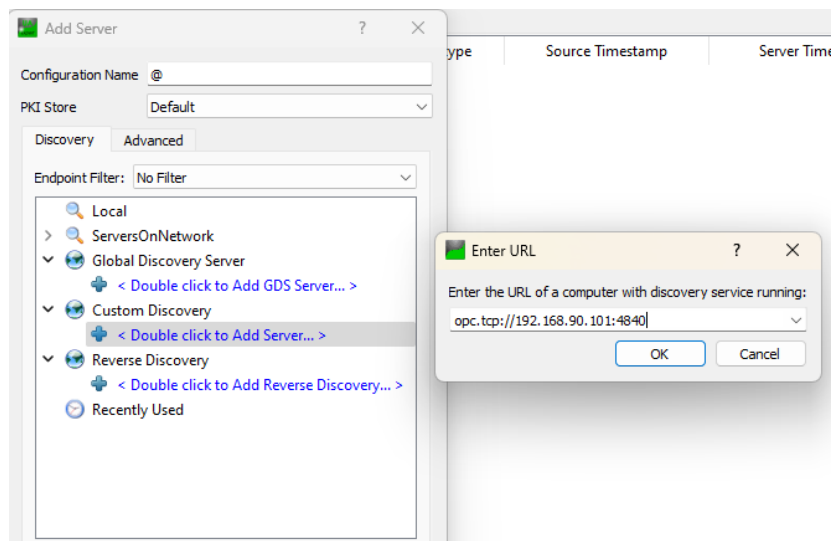 Add Server
?
Configuration Name @
PKI Store Default
Discovery Advanced
Endpoint Filter: No Filter
Local
ServersOnNetwork
Global Discovery Server
< Double click to Add GDS Server... >
Custom Discovery
< Double click to Add Server... >
Reverse Discovery
< Double click to Add Reverse Discovery... >
Recently Used
ype Source Timestamp Server Time
Enter URL
?
Enter the URL of a computer with discovery service running:
opc.tcp://192.168.90.101:4840
OK Cancel